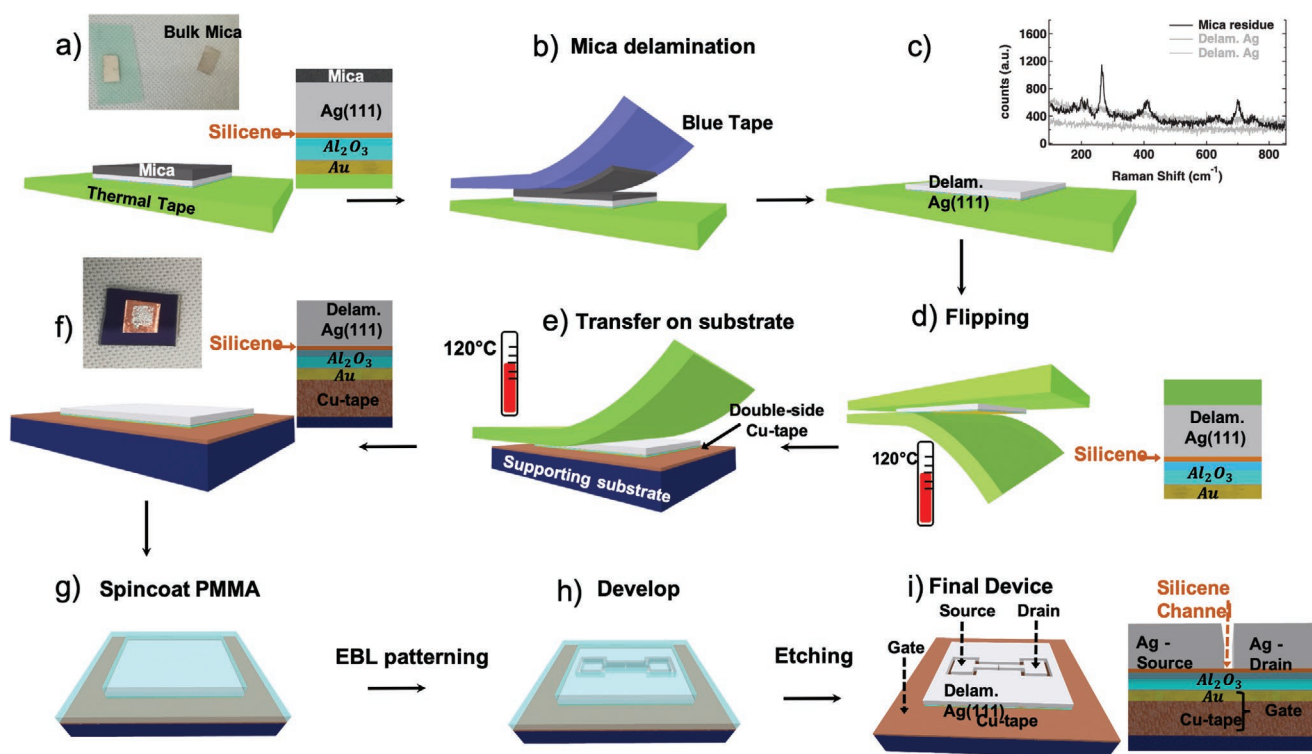 a)
Bulk Mica
Mica
Ag(111)
Silicene
Al₂O₃
Au
Mica
Thermal Tape
b) Mica delamination
Blue Tape
c)
1600
1200
800
400
counts (a.u.)
Mica residue
Delam. Ag
Delam. Ag
200
400
600
800
Raman Shift (cm⁻¹)
Delam.
Ag(111)
d) Flipping
120°C
Silicene
Delam.
Ag(111)
Al₂O₃
Au
e) Transfer on substrate
120°C
Double-side
Cu-tape
Supporting substrate
f)
Silicene
Delam.
Ag(111)
Al₂O₃
Au
Cu-tape
g) Spincoat PMMA
EBL patterning
h) Develop
Etching
i) Final Device
Source
Drain
Gate
Delam.
Ag(111)
Cu-tape
Silicene
Channel
Ag -
Source
Ag -
Drain
Al₂O₃
Au
Cu-tape
Gate